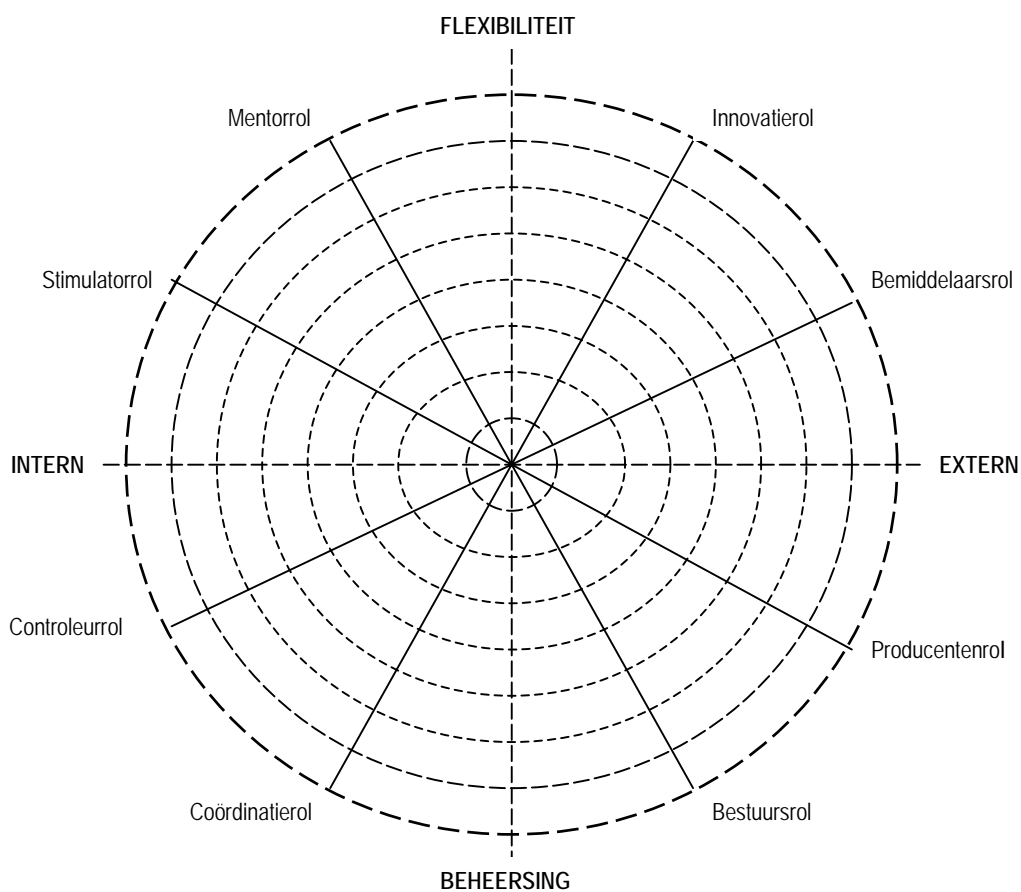 FLEXIBILITEIT
Mentorrol
Innovatierol
Stimulatorrol
Bemiddelaarsrol
INTERN
EXTERN
Controleurrol
Producentenrol
Coördinatierol
Bestuursrol
BEHEERSING